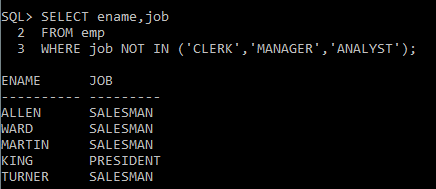 SQL> SELECT ename,job
  2  FROM emp
  3  WHERE job NOT IN ('CLERK','MANAGER','ANALYST');
ENAME      JOB
---------- ---------
ALLEN      SALESMAN
WARD       SALESMAN
MARTIN     SALESMAN
KING       PRESIDENT
TURNER     SALESMAN